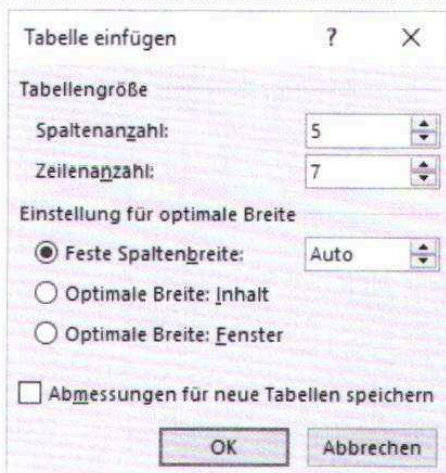 Tabelle einfügen ? ×
Tabellengröße
Spaltenanzahl: 5
Zeilenanzahl: 7
Einstellung für optimale Breite
Feste Spaltenbreite: Auto
Optimale Breite: Inhalt
Optimale Breite: Fenster
Abmessungen für neue Tabellen speichern
OK Abbrechen